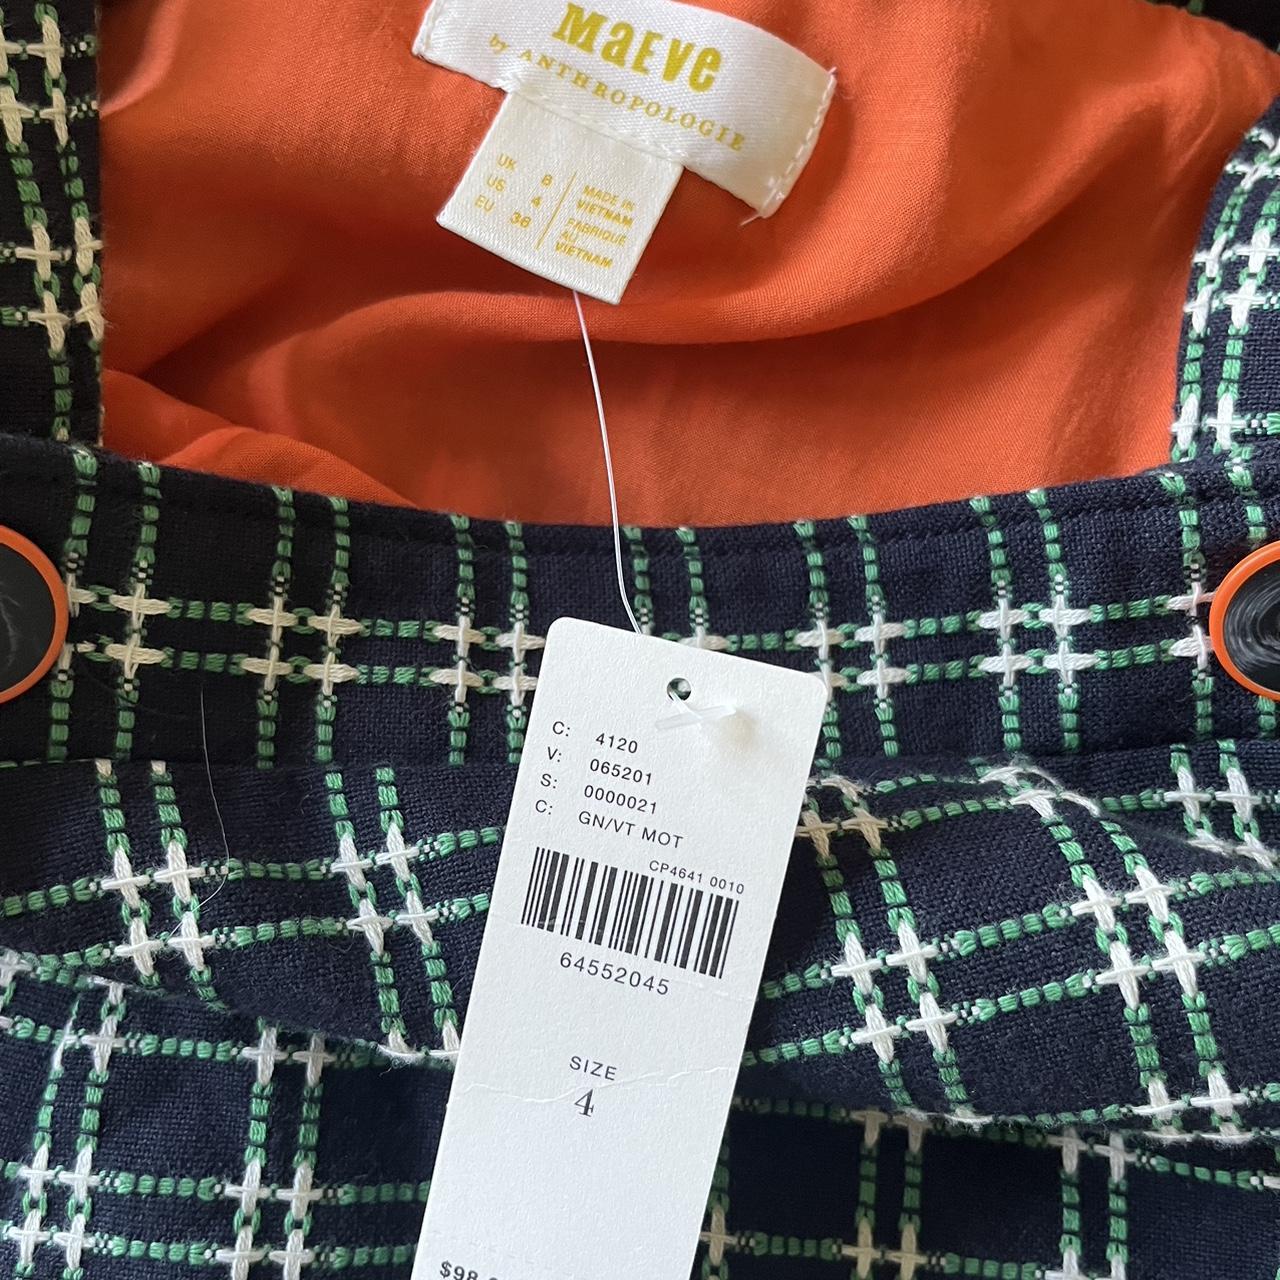 MaEve
by ANTHROPOLOGIE
UK 8
US 4
EU 36
MADE IN
VIETNAM
FABRIQUE
AU
VIETNAM
C: 4120
V: 065201
S: 0000021
C: GN/VT MOT
CP4641 0010
64552045
SIZE
4
$98